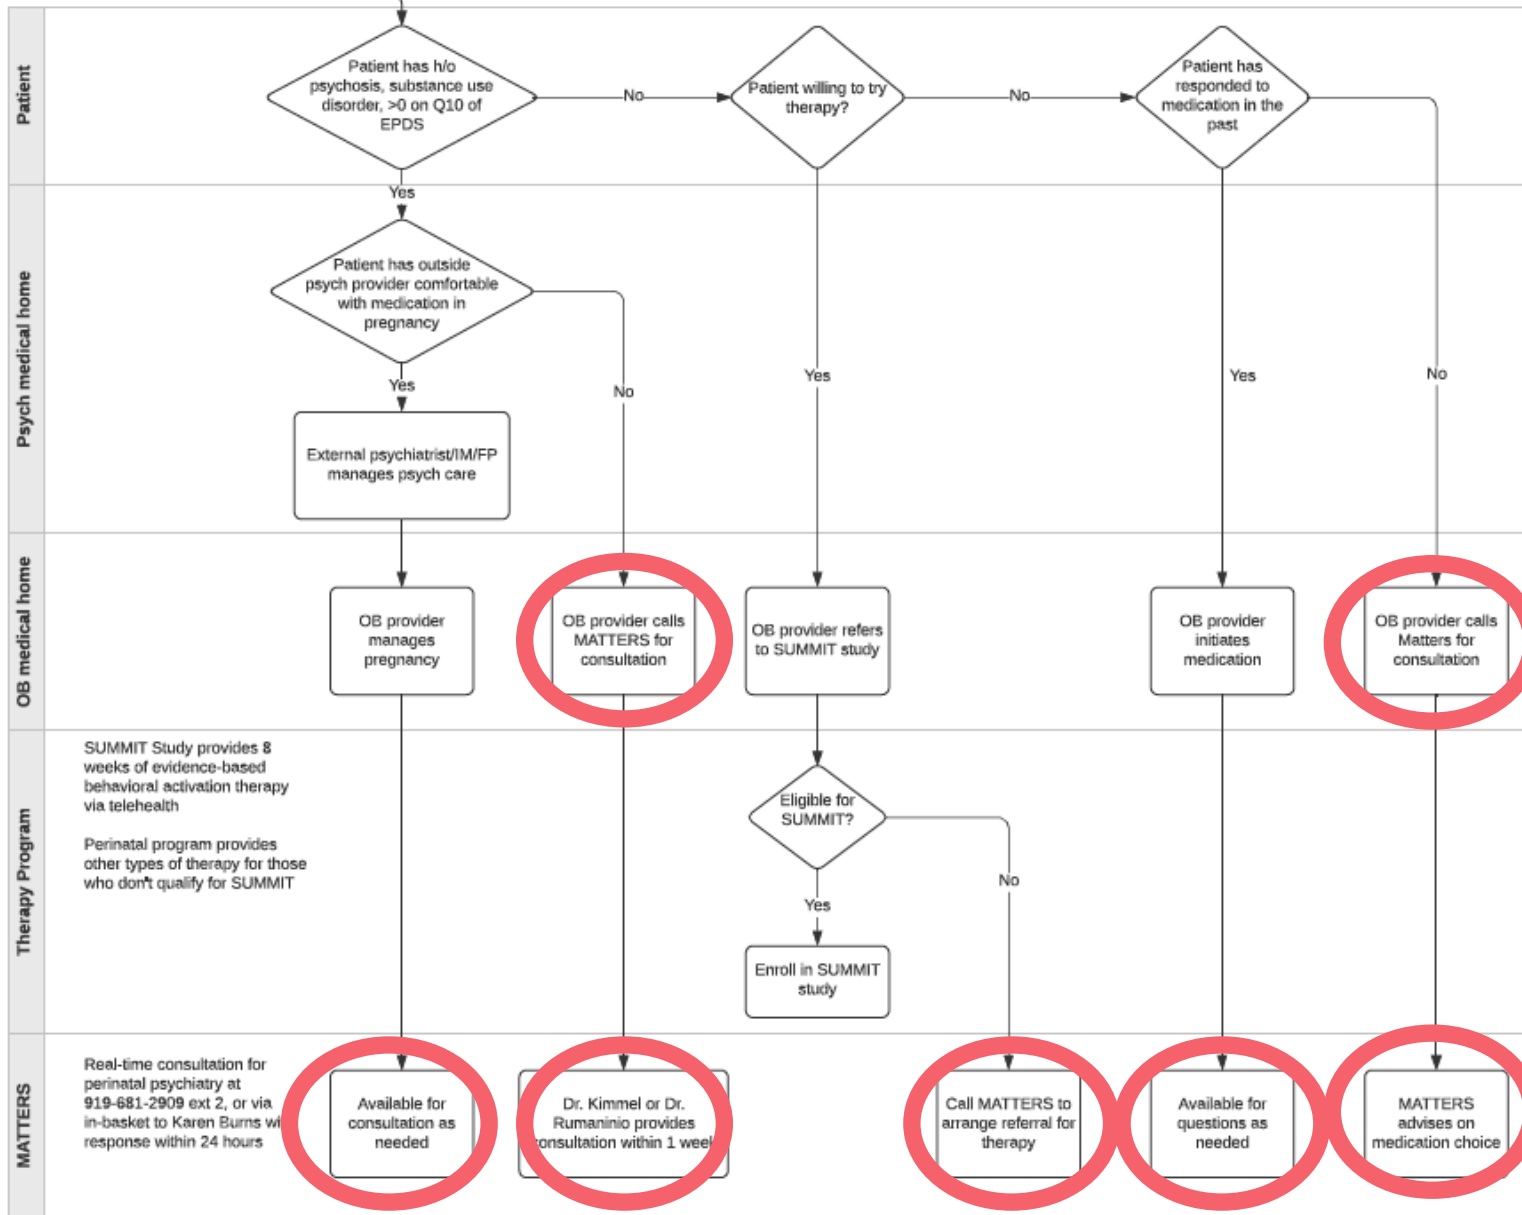 Patient
Patient has h/o
psychosis, substance use
disorder, >0 on Q10 of
EPDS
No
Patient willing to try
therapy?
No
Patient has
responded to
medication in the
past
Yes
Psych medical home
Patient has outside
psych provider comfortable
with medication in
pregnancy
Yes
No
Yes
Yes
No
External psychiatrist/IM/FP
manages psych care
OB medical home
OB provider
manages
pregnancy
OB provider calls
MATTERS for
consultation
OB provider refers
to SUMMIT study
OB provider
initiates
medication
OB provider calls
Matters for
consultation
Therapy Program
SUMMIT Study provides 8
weeks of evidence-based
behavioral activation therapy
via telehealth
Perinatal program provides
other types of therapy for those
who don't qualify for SUMMIT
Eligible for
SUMMIT?
No
Yes
Enroll in SUMMIT
study
MATTERS
Real-time consultation for
perinatal psychiatry at
919-681-2909 ext 2, or via
in-basket to Karen Burns
response within 24 hours
Available for
consultation as
needed
Dr. Kimmel or Dr.
Rumaninio provides
consultation within 1 week
Call MATTERS to
arrange referral for
therapy
Available for
questions as
needed
MATTERS
advises on
medication choice